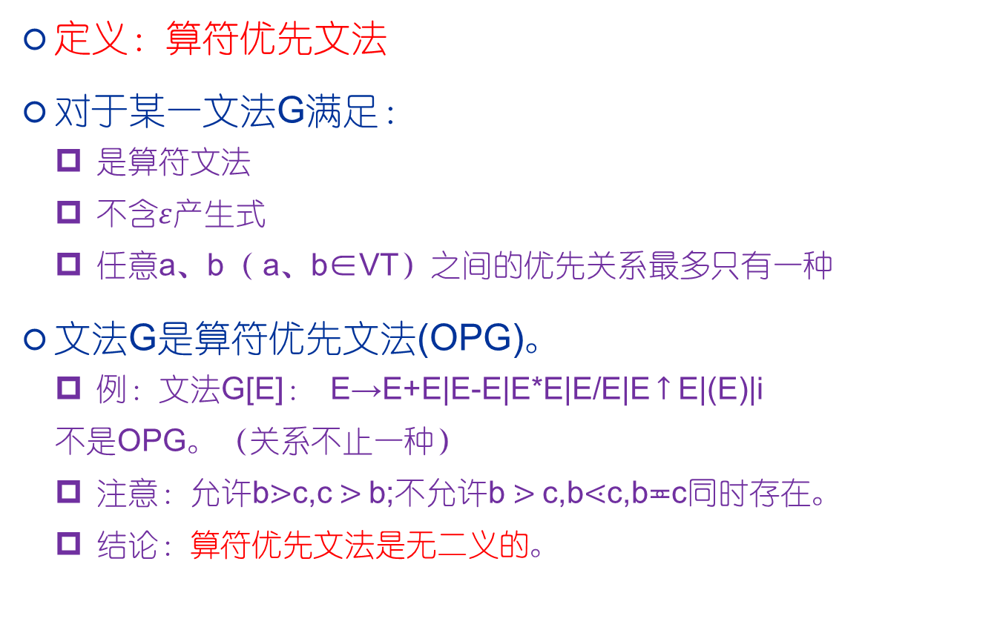 定义：算符优先文法
对于某一文法G满足：
是算符文法
不含ε产生式
任意a、b（a、b∈VT）之间的优先关系最多只有一种
文法G是算符优先文法(OPG)。
例：文法G[E]： E→E+E|E-E|E*E|E/E|E↑E|(E)|i
不是OPG。（关系不止一种）
注意：允许b⋗c,c⋗b;不允许b⋗c,b⋖c,b≖c同时存在。
结论：算符优先文法是无二义的。